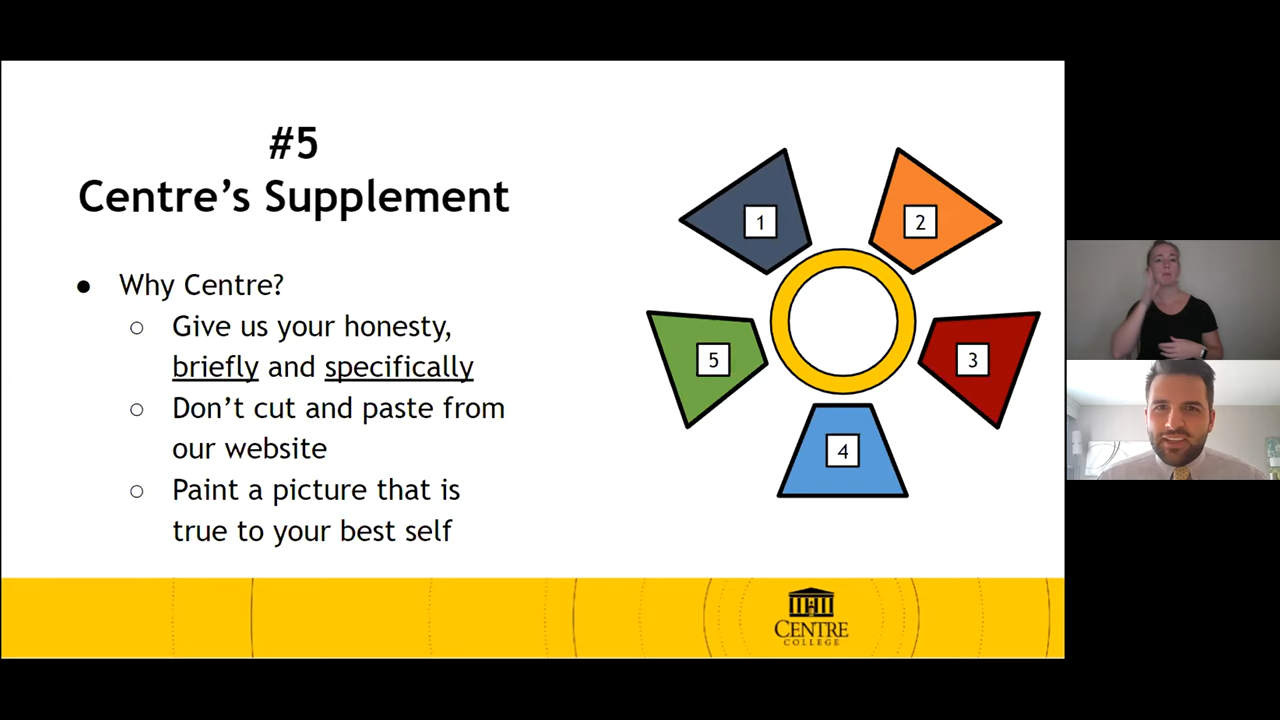 #5
Centre’s Supplement
● Why Centre?
○ Give us your honesty,
briefly and specifically
○ Don’t cut and paste from
our website
○ Paint a picture that is
true to your best self
1
2
5
3
4
CENTRE
COLLEGE